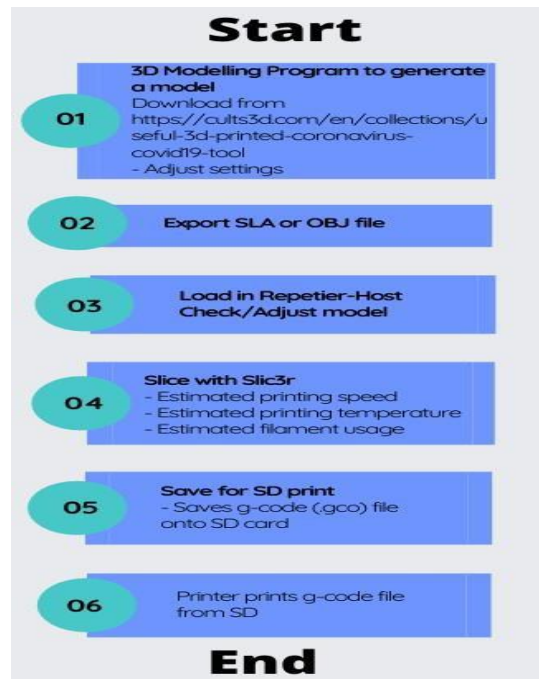 Start
01
3D Modelling Program to generate
a model
Download from
https://cults3d.com/en/collections/u
seful-3d-printed-coronavirus-
covid19-tool
- Adjust settings
02
Export SLA or OBJ file
03
Load in Repetier-Host
Check/Adjust model
04
Slice with Slic3r
- Estimated printing speed
- Estimated printing temperature
- Estimated filament usage
05
Save for SD print
- Saves g-code (.gco) file
onto SD card
06
Printer prints g-code file
from SD
End